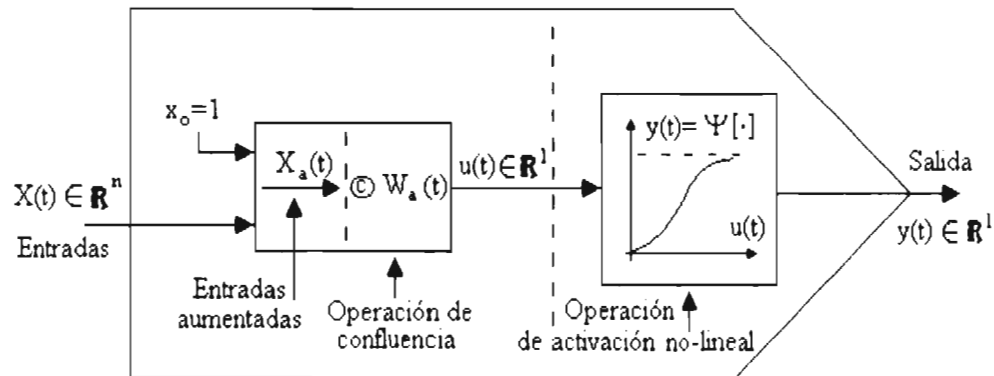 x₀=1
X(t) ∈ ℝⁿ
Entradas
Xₐ(t)
© Wₐ(t)
u(t)∈ℝ¹
y(t)= Ψ[·]
u(t)
Salida
y(t) ∈ ℝ¹
Entradas
aumentadas
Operación de
confluencia
Operación
de activación no-lineal